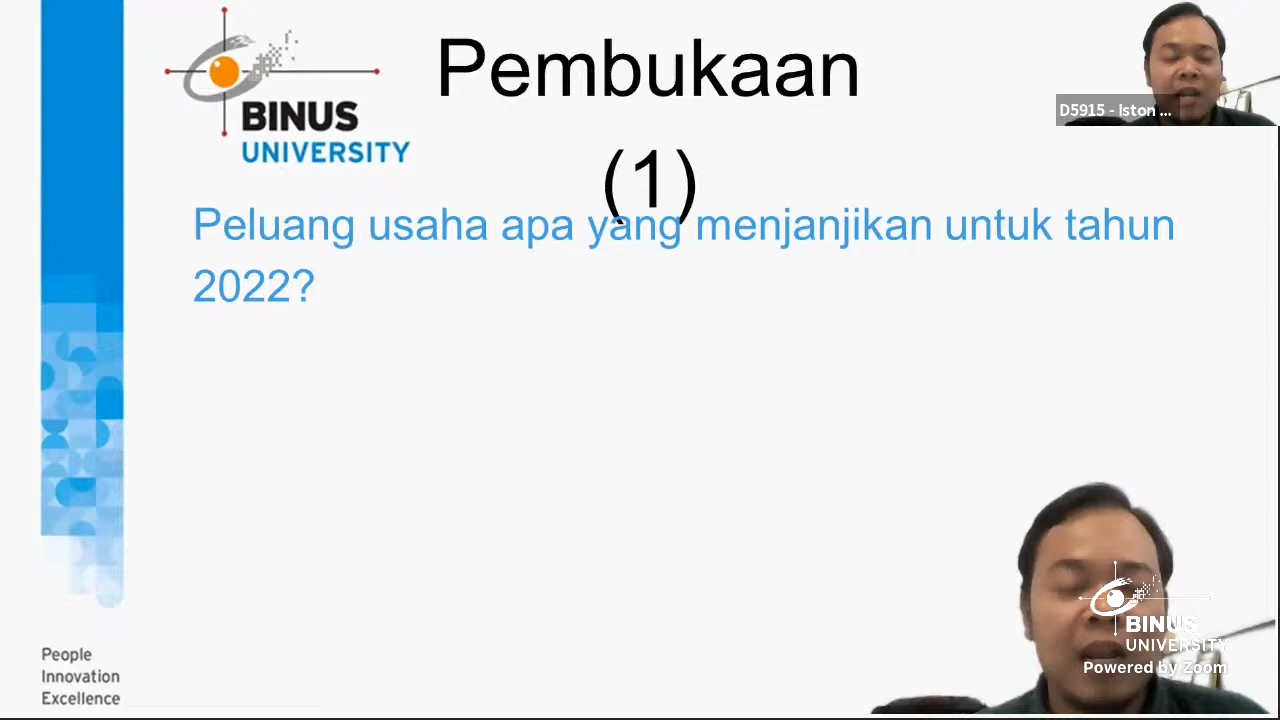 BINUS
UNIVERSITY
Pembukaan
(1)
D5915 - Iston ...
Peluang usaha apa yang menjanjikan untuk tahun
2022?
People
Innovation
Excellence
BINUS
UNIVERSITY
Powered by Zoom